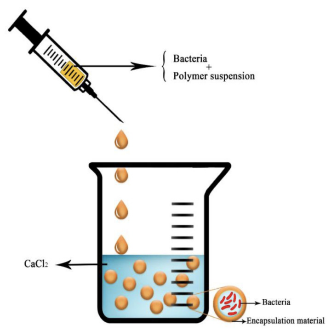 Bacteria
+
Polymer suspension
CaCl₂
Bacteria
Encapsulation material